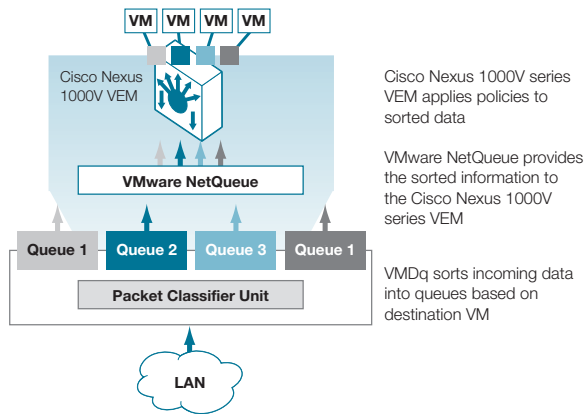 VM VM VM VM
Cisco Nexus
1000V VEM
Cisco Nexus 1000V series
VEM applies policies to
sorted data
VMware NetQueue
VMware NetQueue provides
the sorted information to
the Cisco Nexus 1000V
series VEM
Queue 1 Queue 2 Queue 3 Queue 1
Packet Classifier Unit
VMDq sorts incoming data
into queues based on
destination VM
LAN